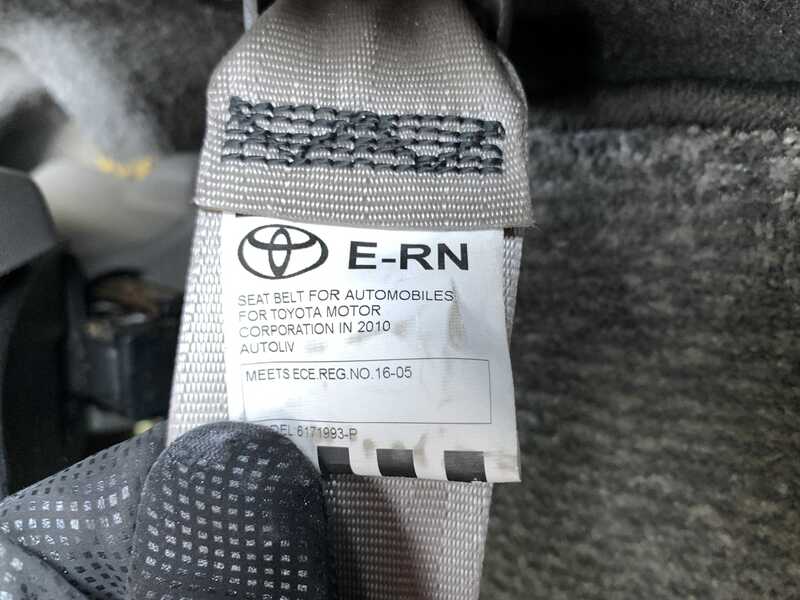 E-RN
SEAT BELT FOR AUTOMOBILES
FOR TOYOTA MOTOR
CORPORATION IN 2010
AUTOLIV
MEETS ECE.REG.NO.16-05
6171993-P